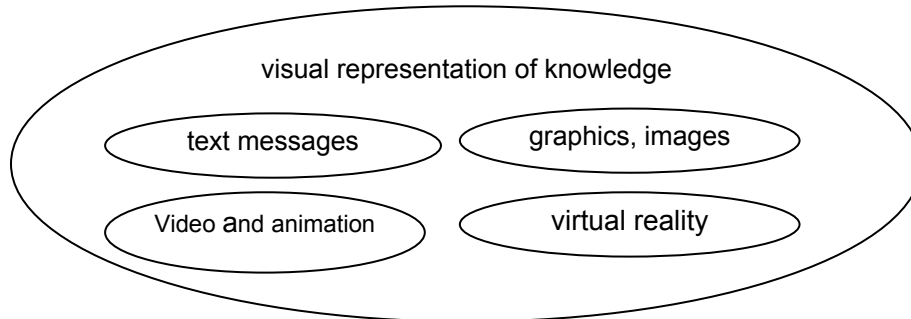 visual representation of knowledge
text messages
graphics, images
Video and animation
virtual reality